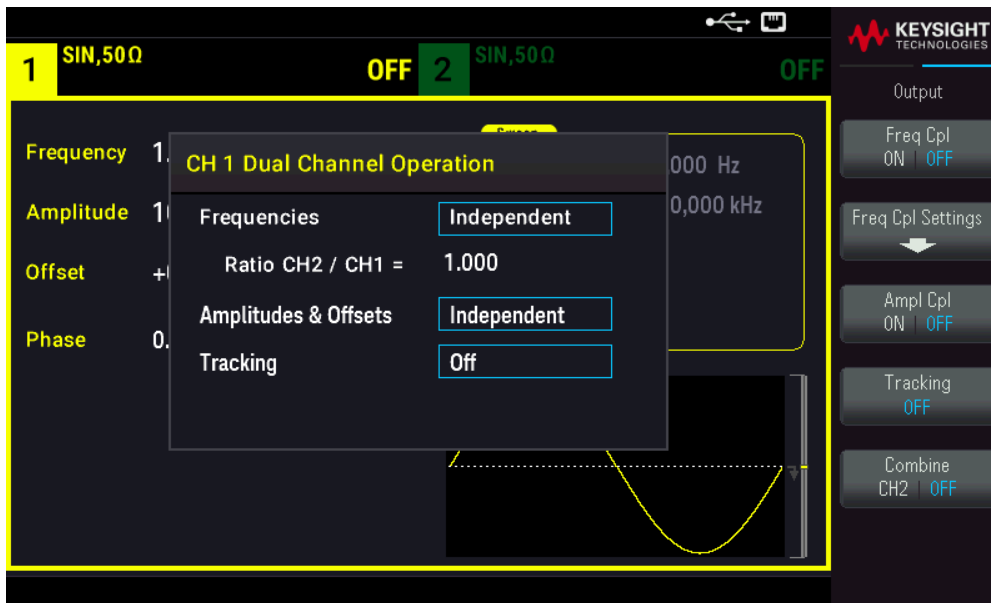 KEYSIGHT
TECHNOLOGIES
1 SIN,50Ω OFF 2 SIN,50Ω OFF
Output
Freq Cpl
ON | OFF
Frequency 1.
CH 1 Dual Channel Operation
000 Hz
Amplitude
Frequencies Independent
0,000 kHz
Freq Cpl Settings
Offset
Ratio CH2 / CH1 = 1.000
Ampl Cpl
ON | OFF
Amplitudes & Offsets Independent
Phase 0.
Tracking Off
Tracking
OFF
Combine
CH2 | OFF